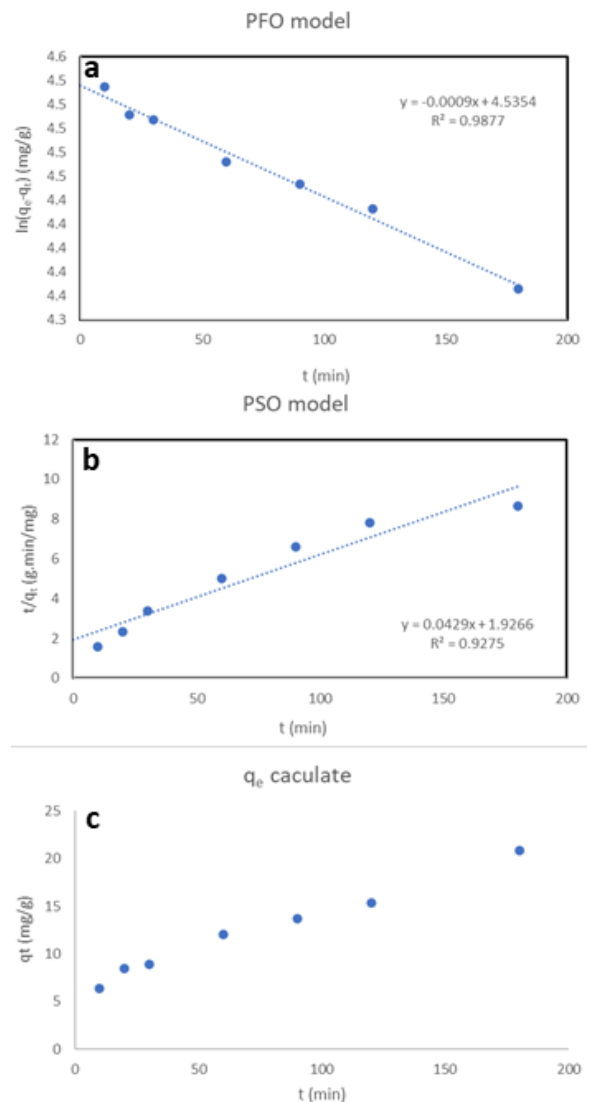 PFO model
a
4.6
4.5
4.5
4.5
4.5
4.5
4.4
4.4
4.4
4.4
4.4
4.3
ln(qₑ-qₜ) (mg/g)
y = -0.0009x + 4.5354
R² = 0.9877
0 50 100 150 200
t (min)
PSO model
b
12
10
8
6
4
2
0
t/qₜ (g.min/mg)
y = 0.0429x + 1.9266
R² = 0.9275
0 50 100 150 200
t (min)
qₑ caculate
c
25
20
15
10
5
0
qt (mg/g)
0 50 100 150 200
t (min)